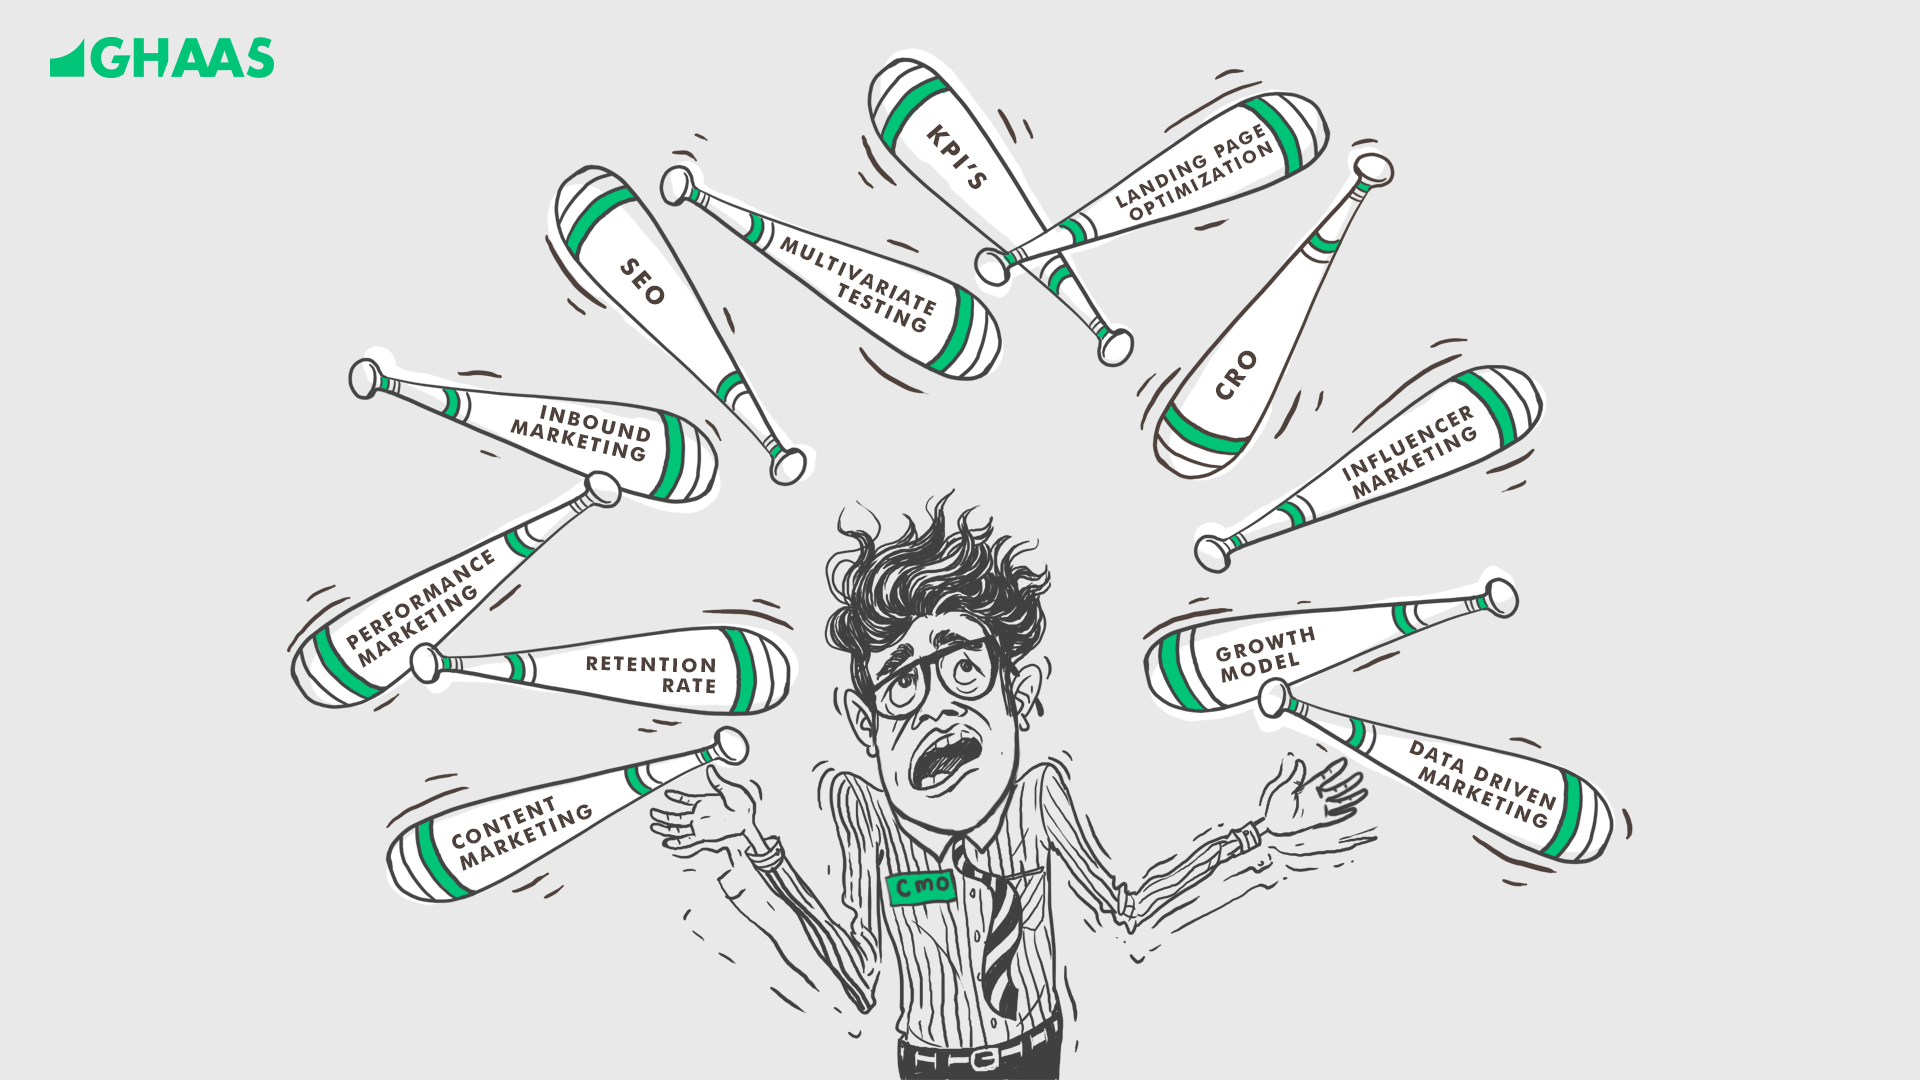 GHAAS
KPI'S
LANDING PAGE
OPTIMIZATION
SEO
MULTIVARIATE
TESTING
CRO
INBOUND
MARKETING
INFLUENCER
MARKETING
PERFORMANCE
MARKETING
RETENTION
RATE
GROWTH
MODEL
CONTENT
MARKETING
DATA DRIVEN
MARKETING
CMO